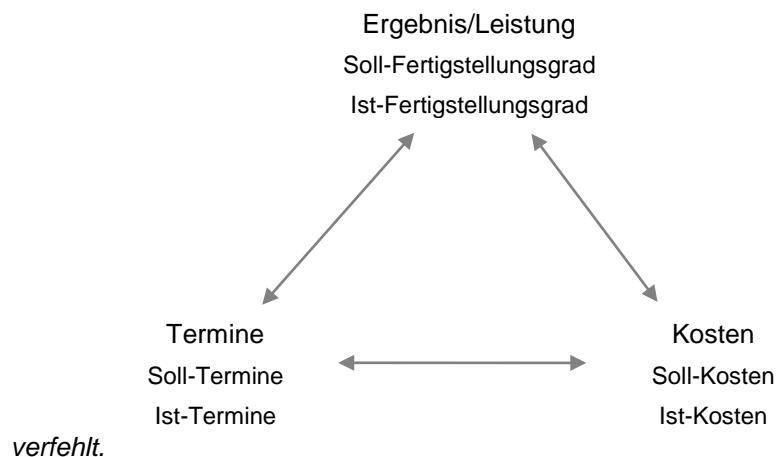 Ergebnis/Leistung
Soll-Fertigstellungsgrad
Ist-Fertigstellungsgrad
Termine
Soll-Termine
Ist-Termine
Kosten
Soll-Kosten
Ist-Kosten
verfehlt.